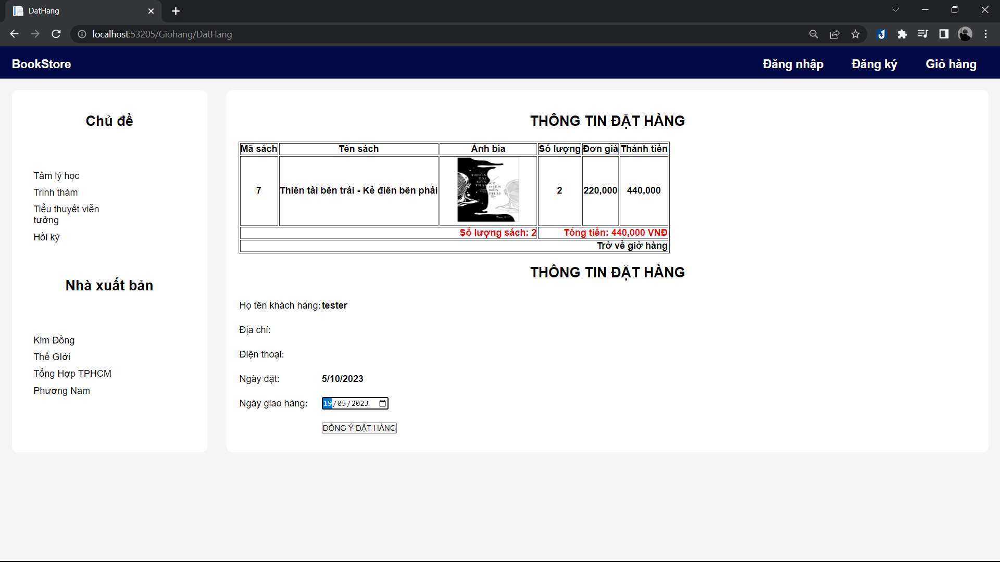 DatHang
localhost:53205/Giohang/DatHang
BookStore
Đăng nhập
Đăng ký
Giỏ hàng
Chủ đề
Tâm lý học
Trinh thám
Tiểu thuyết viễn
tưởng
Hồi ký
Nhà xuất bản
Kim Đồng
Thế GIới
Tổng Hợp TPHCM
Phương Nam
THÔNG TIN ĐẶT HÀNG
Mã sách Tên sách Ảnh bìa Số lượng Đơn giá Thành tiền
THIÊN
TÀI
BÊN
TRÁI
KẺ
ĐIÊN
BÊN
PHẢI
7 Thiên tài bên trái - Kẻ điên bên phải 2 220,000 440,000
Số lượng sách: 2 Tổng tiền: 440,000 VNĐ
Trở về giở hàng
THÔNG TIN ĐẶT HÀNG
Họ tên khách hàng: tester
Địa chỉ:
Điện thoại:
Ngày đặt: 5/10/2023
Ngày giao hàng: 19/05/2023
ĐỒNG Ý ĐẶT HÀNG